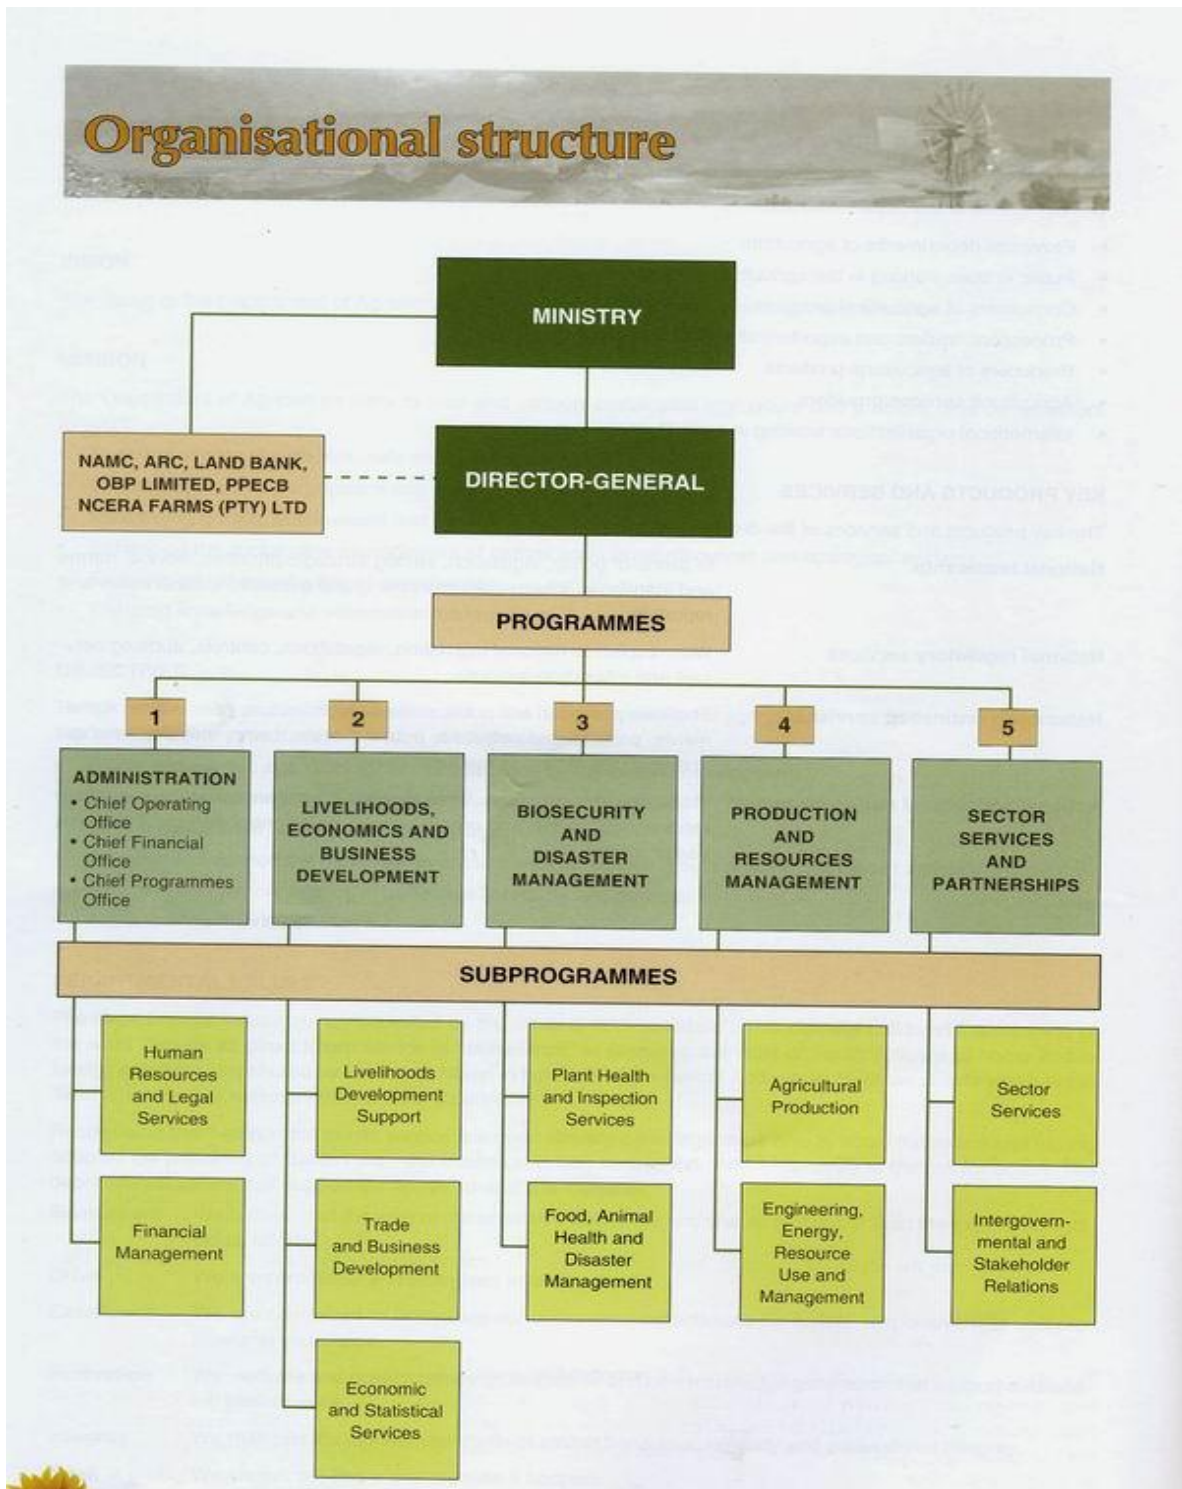 Organisational structure
MINISTRY
NAMC, ARC, LAND BANK,
OBP LIMITED, PPECB
NCERA FARMS (PTY) LTD
DIRECTOR-GENERAL
PROGRAMMES
1
2
3
4
5
ADMINISTRATION
• Chief Operating
Office
• Chief Financial
Office
• Chief Programmes
Office
LIVELIHOODS,
ECONOMICS AND
BUSINESS
DEVELOPMENT
BIOSECURITY
AND
DISASTER
MANAGEMENT
PRODUCTION
AND
RESOURCES
MANAGEMENT
SECTOR
SERVICES
AND
PARTNERSHIPS
SUBPROGRAMMES
Human
Resources
and Legal
Services
Livelihoods
Development
Support
Plant Health
and Inspection
Services
Agricultural
Production
Sector
Services
Financial
Management
Trade
and Business
Development
Food, Animal
Health and
Disaster
Management
Engineering,
Energy,
Resource
Use and
Management
Intergovern-
mental and
Stakeholder
Relations
Economic
and Statistical
Services